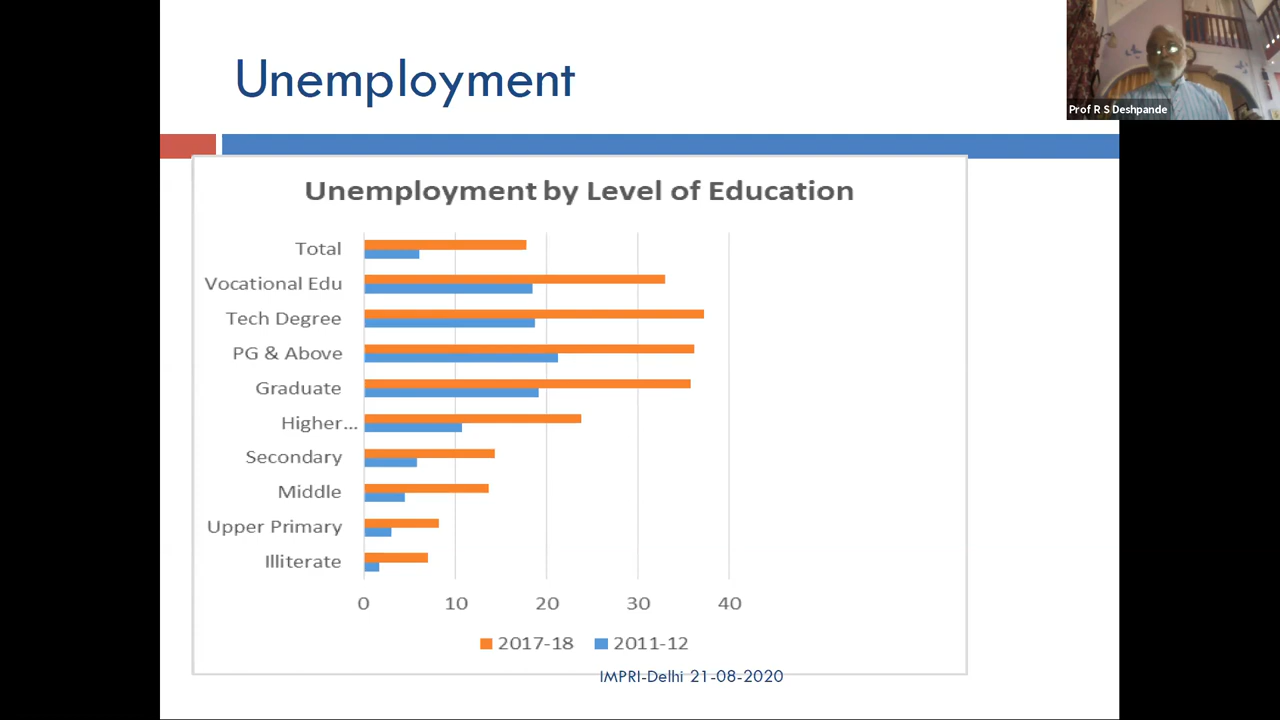 Unemployment
Prof R S Deshpande
Unemployment by Level of Education
Total
Vocational Edu
Tech Degree
PG & Above
Graduate
Higher...
Secondary
Middle
Upper Primary
Illiterate
0 10 20 30 40
2017-18 2011-12
IMPRI-Delhi 21-08-2020